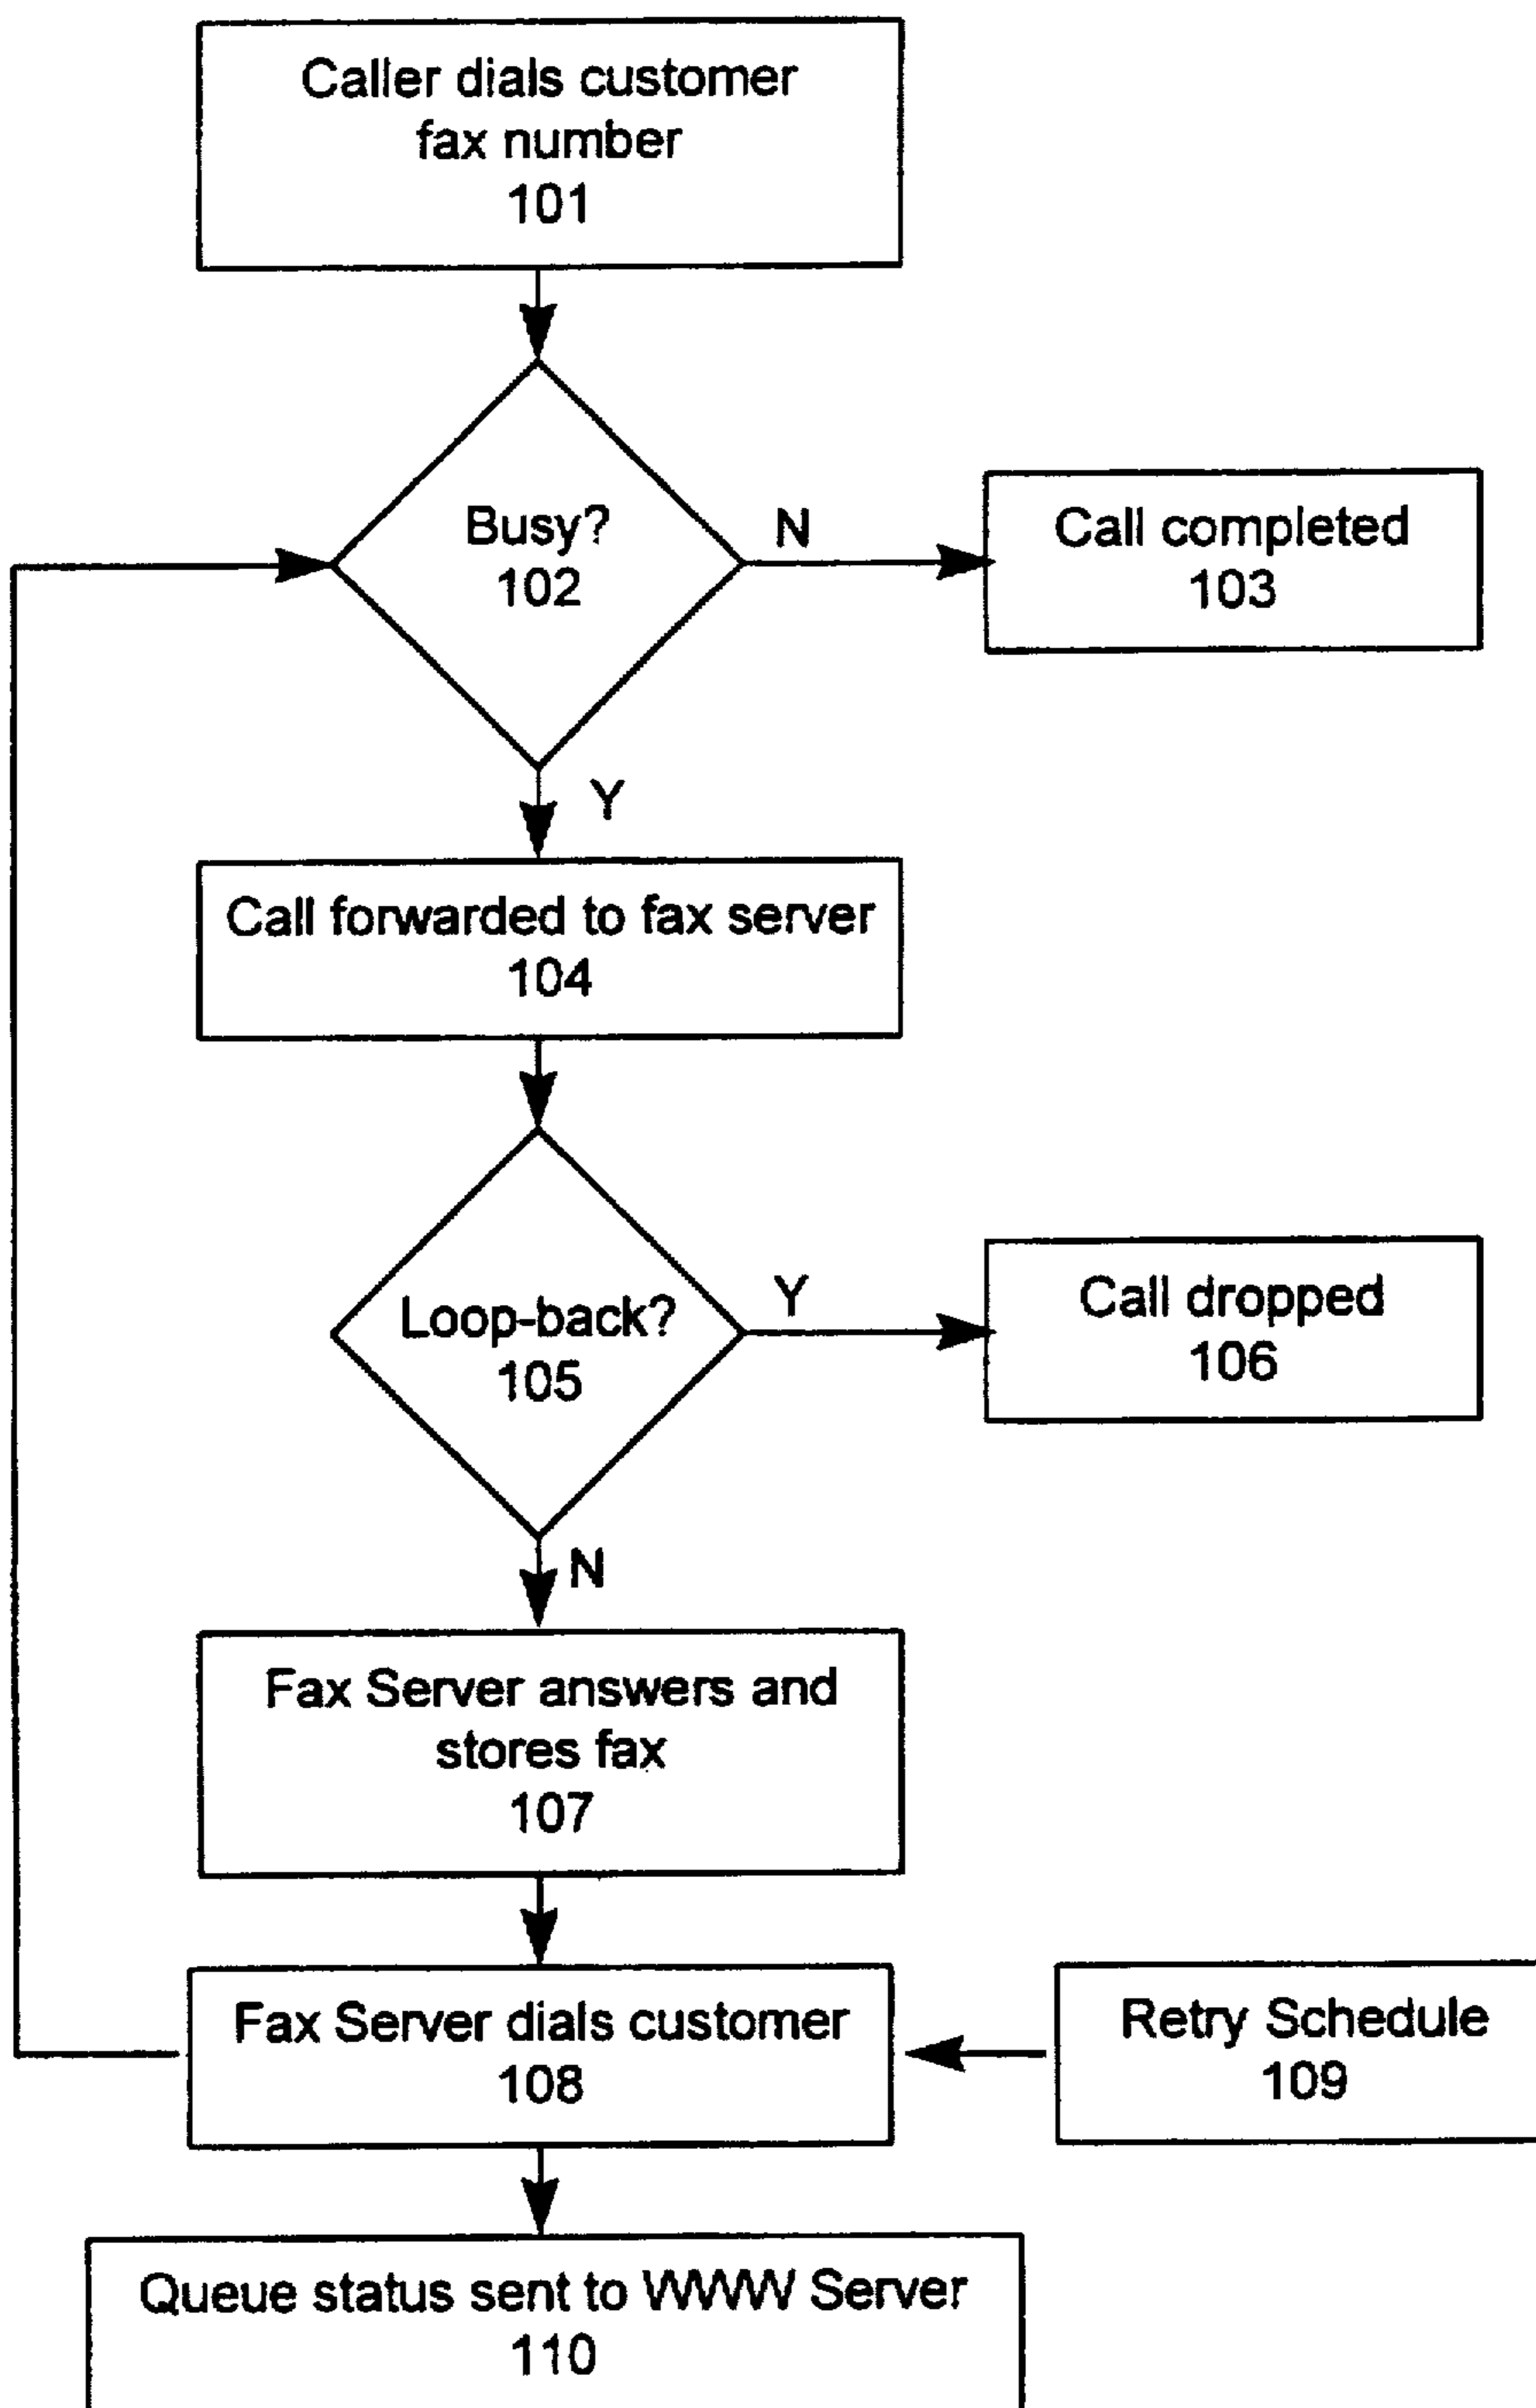 Caller dials customer
fax number
101
Busy?
102
N
Call completed
103
Y
Call forwarded to fax server
104
Loop-back?
105
Y
Call dropped
106
N
Fax Server answers and
stores fax
107
Fax Server dials customer
108
Retry Schedule
109
Queue status sent to WWW Server
110